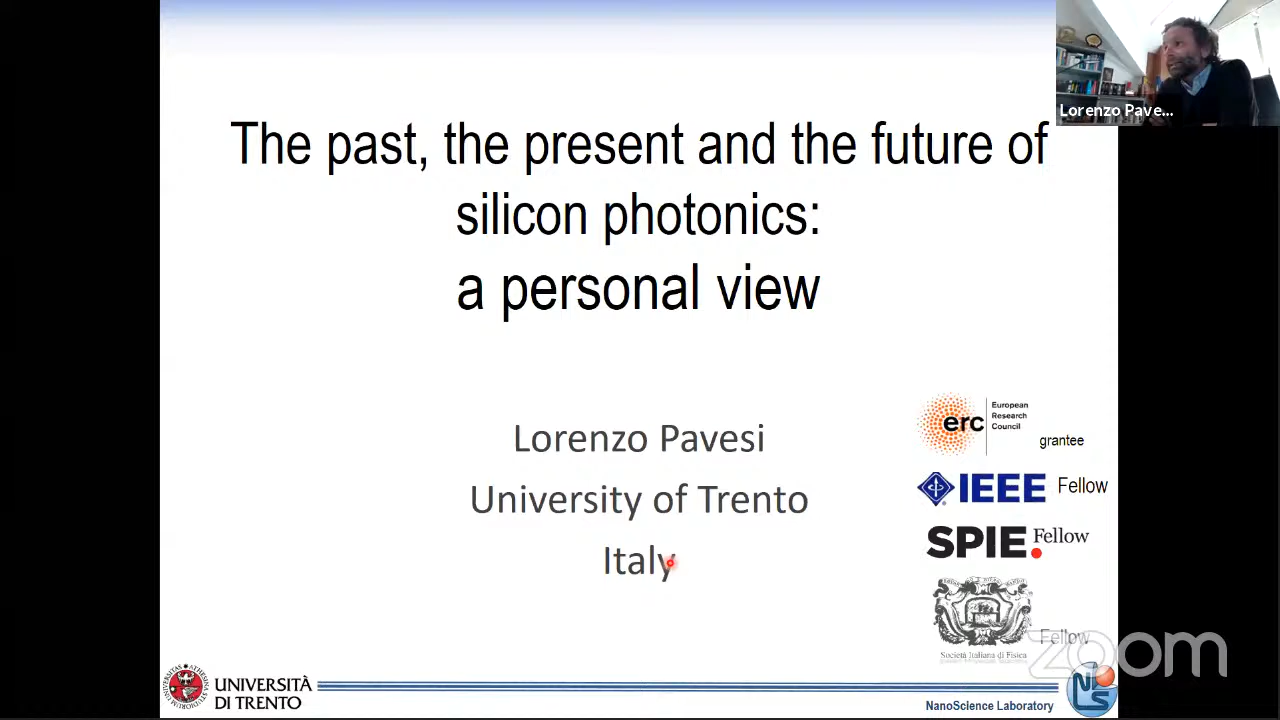 The past, the present and the future of
silicon photonics:
a personal view
Lorenzo Pavesi
University of Trento
Italy
erc
European
Research
Council
grantee
IEEE Fellow
SPIE. Fellow
Società Italiana di Fisica
Fellow
UNIVERSITÀ
DI TRENTO
NanoScience Laboratory
NLS
zoom
Lorenzo Pave...